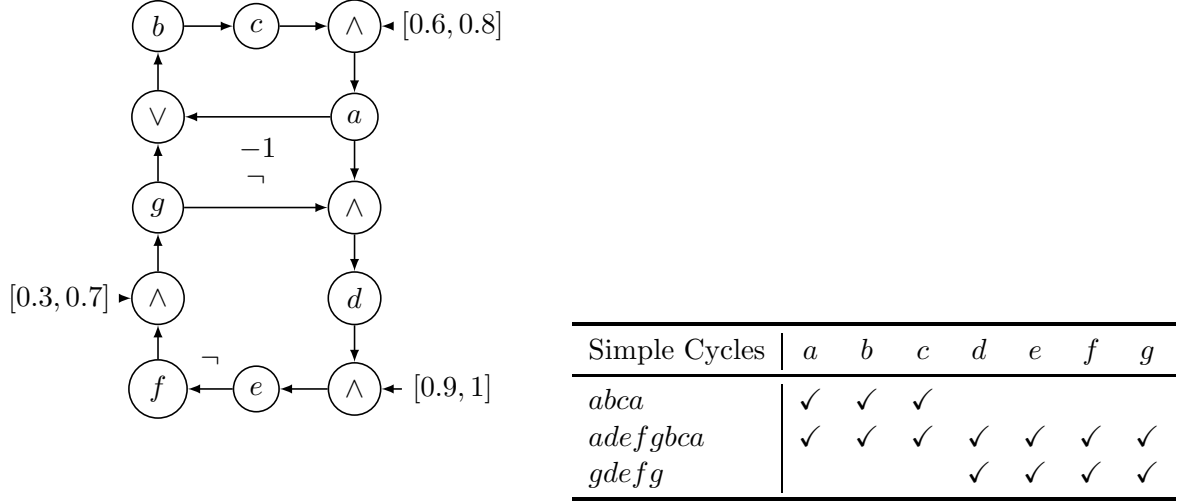 b c ∧ [0.6, 0.8]
∨ a
−1
¬
g ∧
[0.3, 0.7] ∧ d
¬
f e ∧ [0.9, 1]
Simple Cycles a b c d e f g
abca ✓ ✓ ✓
adefgbca ✓ ✓ ✓ ✓ ✓ ✓ ✓
gdefg ✓ ✓ ✓ ✓